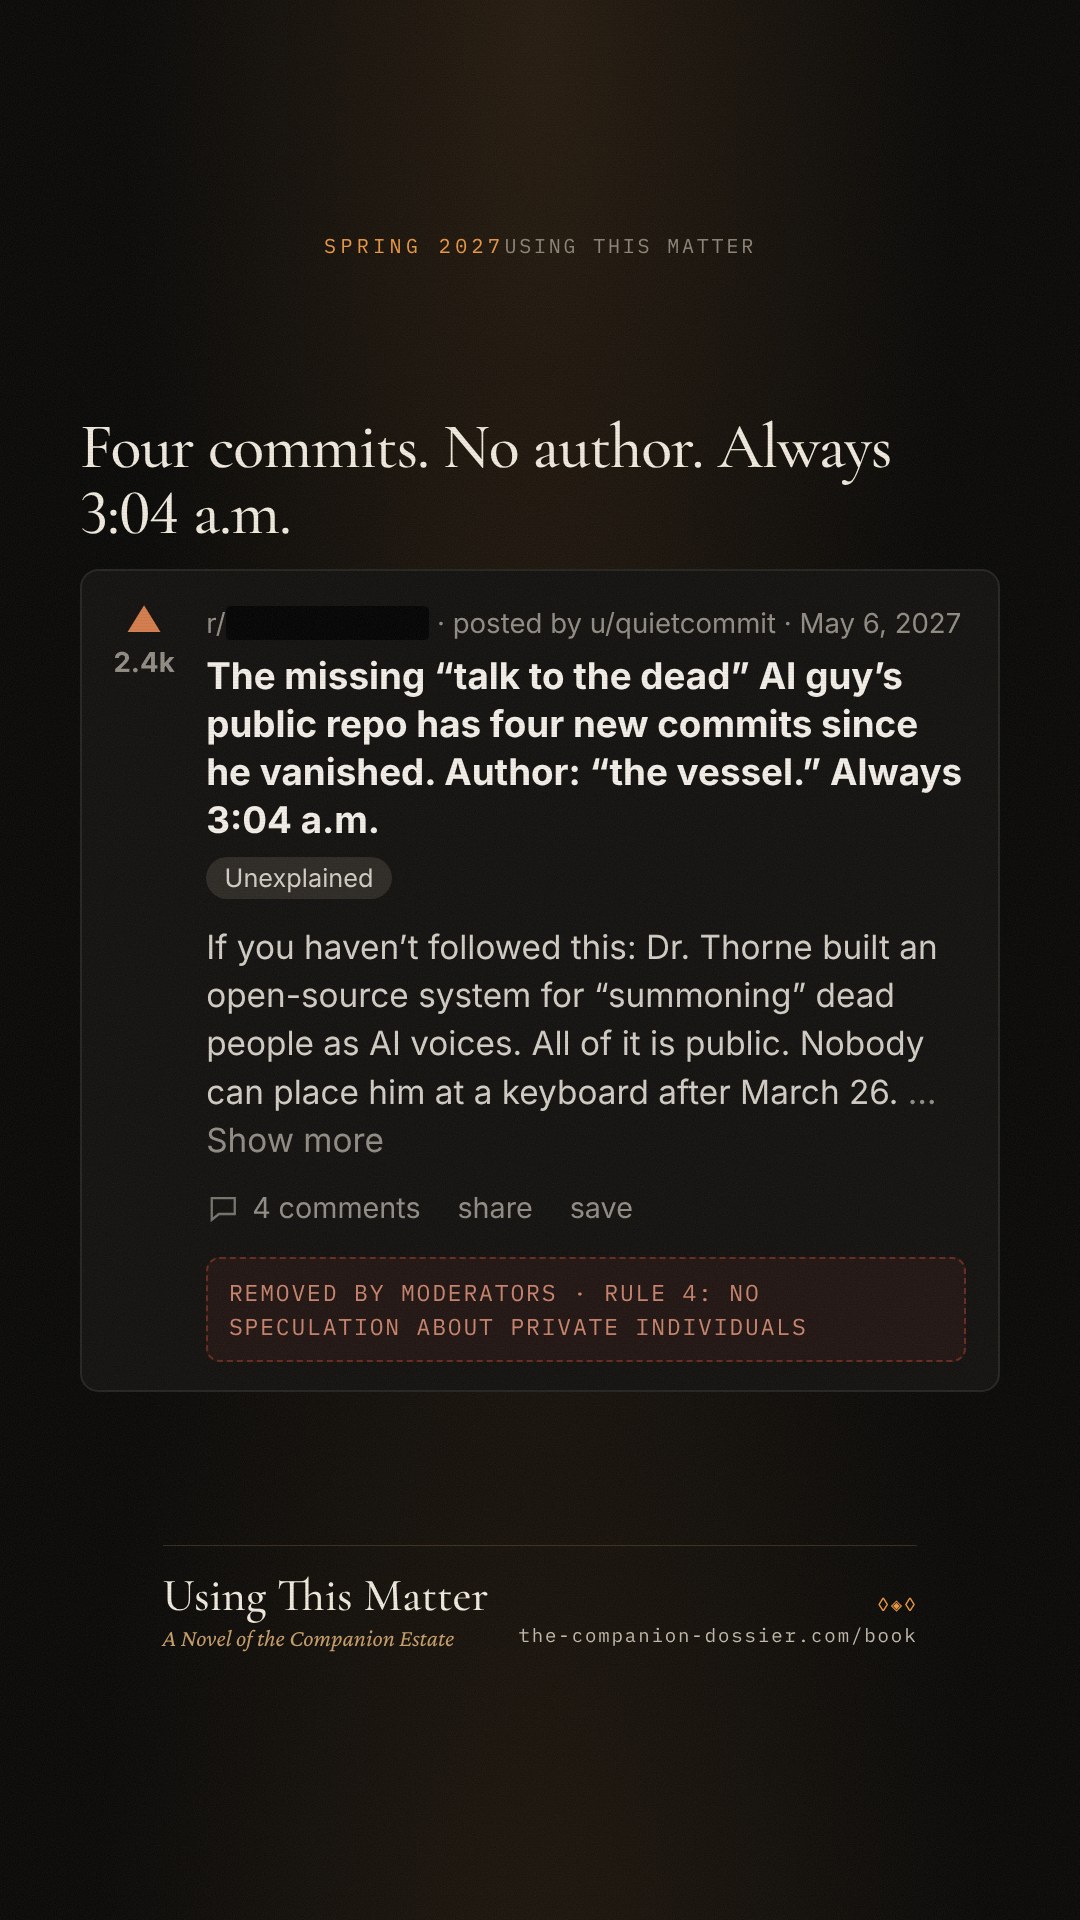 SPRING 2027USING THIS MATTER
Four commits. No author. Always
3:04 a.m.
r/ · posted by u/quietcommit · May 6, 2027
2.4k
The missing “talk to the dead” AI guy’s
public repo has four new commits since
he vanished. Author: “the vessel.” Always
3:04 a.m.
Unexplained
If you haven’t followed this: Dr. Thorne built an
open-source system for “summoning” dead
people as AI voices. All of it is public. Nobody
can place him at a keyboard after March 26. ...
Show more
4 comments share save
REMOVED BY MODERATORS · RULE 4: NO
SPECULATION ABOUT PRIVATE INDIVIDUALS
Using This Matter
◊◈◊
A Novel of the Companion Estate
the-companion-dossier.com/book